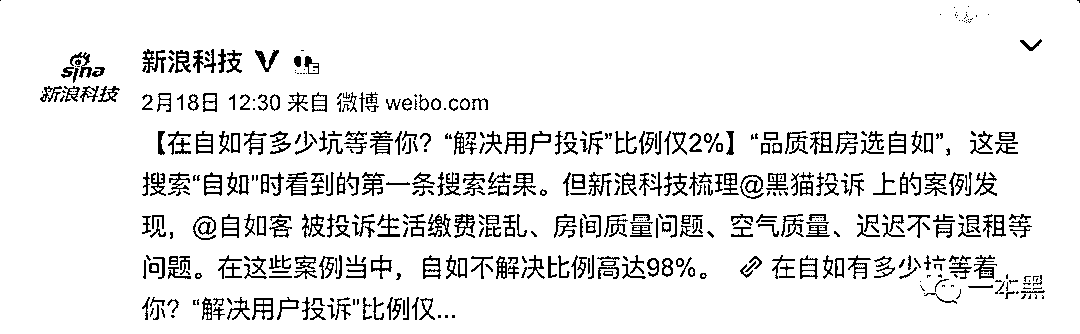 sina
新浪科技
新浪科技 V
2月18日 12:30 来自 微博 weibo.com
【在自如有多少坑等着你？“解决用户投诉”比例仅2%】“品质租房选自如”，这是
搜索“自如”时看到的第一条搜索结果。但新浪科技梳理@黑猫投诉 上的案例发
现，@自如客 被投诉生活缴费混乱、房间质量问题、空气质量、迟迟不肯退租等
问题。在这些案例当中，自如不解决比例高达98%。 在自如有多少坑等着
你？“解决用户投诉”比例仅...
一本黑